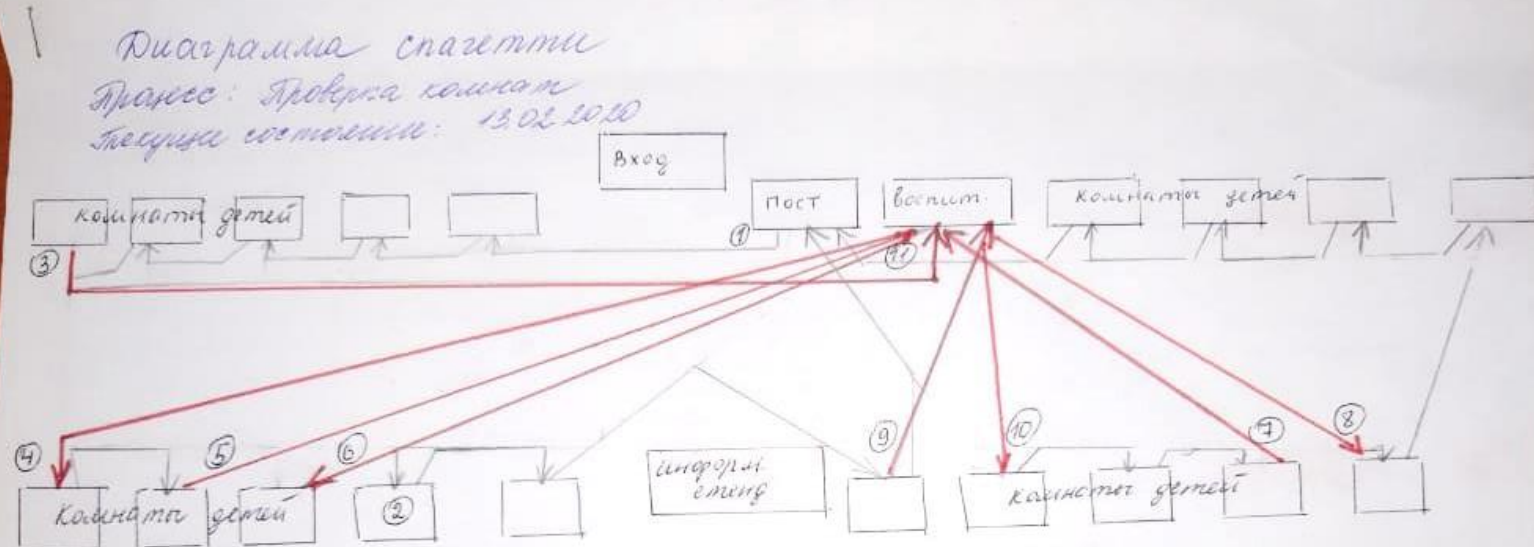 Диаграмма спагетти
Процесс: Проверка комнат
Текущее состояние: 13.02.2020
Вход
комнаты детей
Пост
Воспит.
комнаты детей
1
3
11
4
5
6
9
10
7
8
информ.
стенд
Комнаты детей
2
комнаты детей